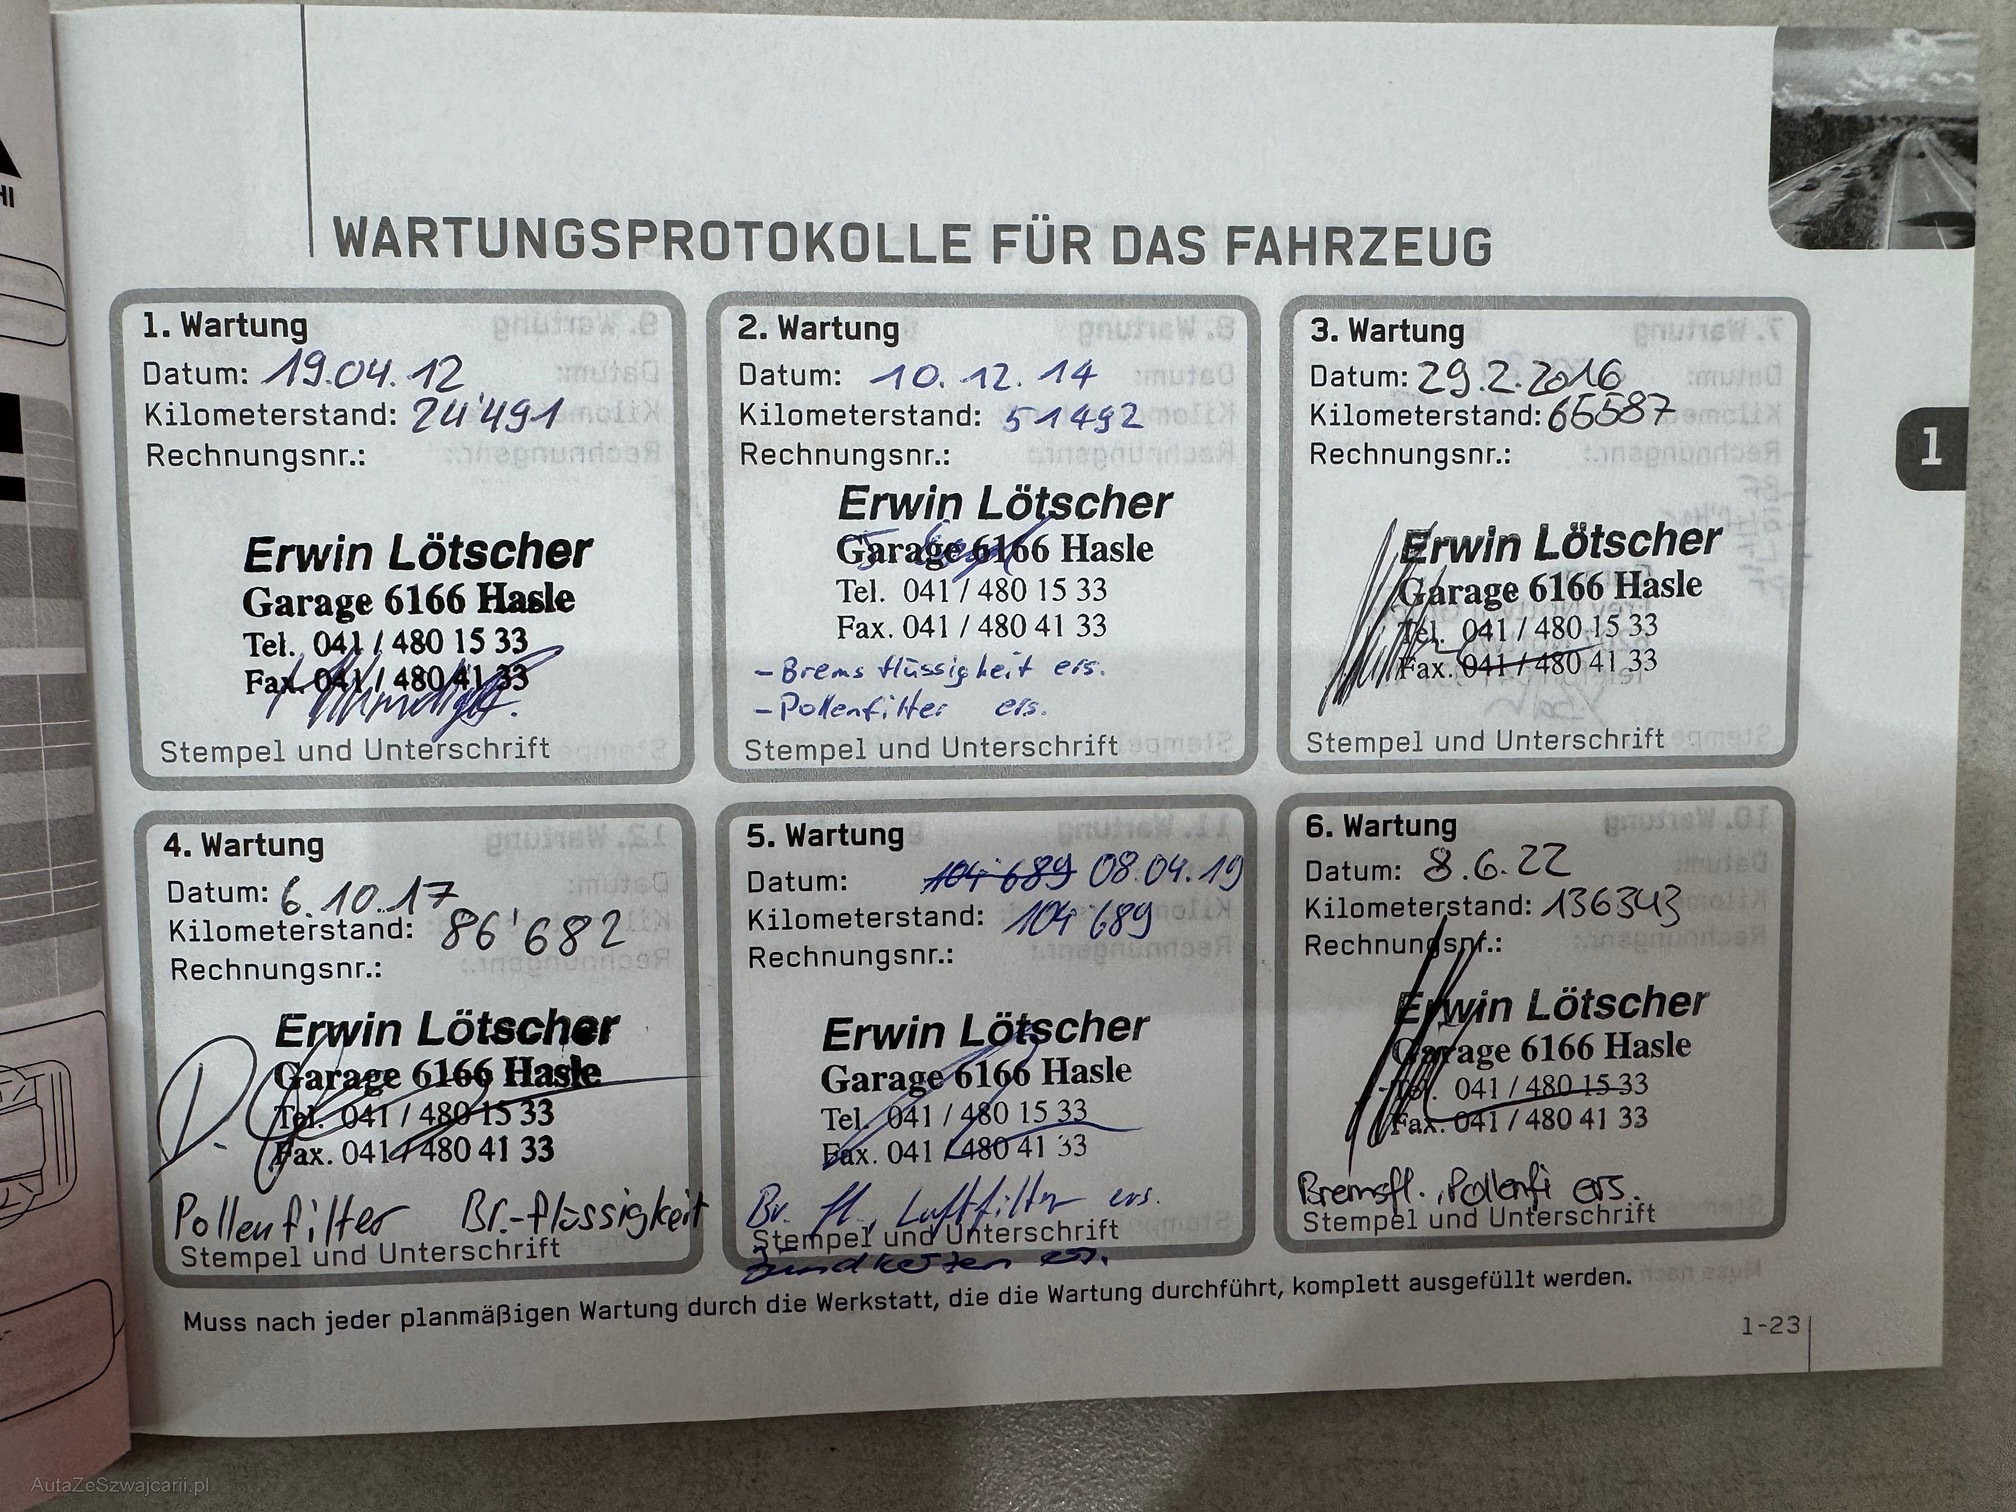 HI
WARTUNGSPROTOKOLLE FÜR DAS FAHRZEUG
1. Wartung
Datum: 19.04.12
Kilometerstand: 24'491
Rechnungsnr.:
Erwin Lötscher
Garage 6166 Hasle
Tel. 041 / 480 15 33
Fax. 041 / 480 41 33
Stempel und Unterschrift
2. Wartung
Datum: 10.12.14
Kilometerstand: 51492
Rechnungsnr.:
Erwin Lötscher
Garage 6166 Hasle
Tel. 041 / 480 15 33
Fax. 041 / 480 41 33
- Bremsflüssigkeit ers.
- Pollenfilter ers.
Stempel und Unterschrift
3. Wartung
Datum: 29.2.2016
Kilometerstand: 65587
Rechnungsnr.:
Erwin Lötscher
Garage 6166 Hasle
Tel. 041 / 480 15 33
Fax. 041 / 480 41 33
Stempel und Unterschrift
1
4. Wartung
Datum: 6.10.17
Kilometerstand: 86'682
Rechnungsnr.:
Erwin Lötscher
Garage 6166 Hasle
Tel. 041 / 480 15 33
Fax. 041 / 480 41 33
Pollenfilter Br.-flüssigkeit
Stempel und Unterschrift
5. Wartung
Datum: 104'689 08.04.19
Kilometerstand: 104'689
Rechnungsnr.:
Erwin Lötscher
Garage 6166 Hasle
Tel. 041 / 480 15 33
Fax. 041 / 480 41 33
Br. fl., Luftfilter ers.
Stempel und Unterschrift
Zündkerzen ers.
6. Wartung
Datum: 8.6.22
Kilometerstand: 136343
Rechnungsnr.:
Erwin Lötscher
Garage 6166 Hasle
Tel. 041 / 480 15 33
Fax. 041 / 480 41 33
Bremsfl., Pollenfi ers.
Stempel und Unterschrift
Muss nach jeder planmäßigen Wartung durch die Werkstatt, die die Wartung durchführt, komplett ausgefüllt werden.
1-23
AutaZeSzwajcarii.pl